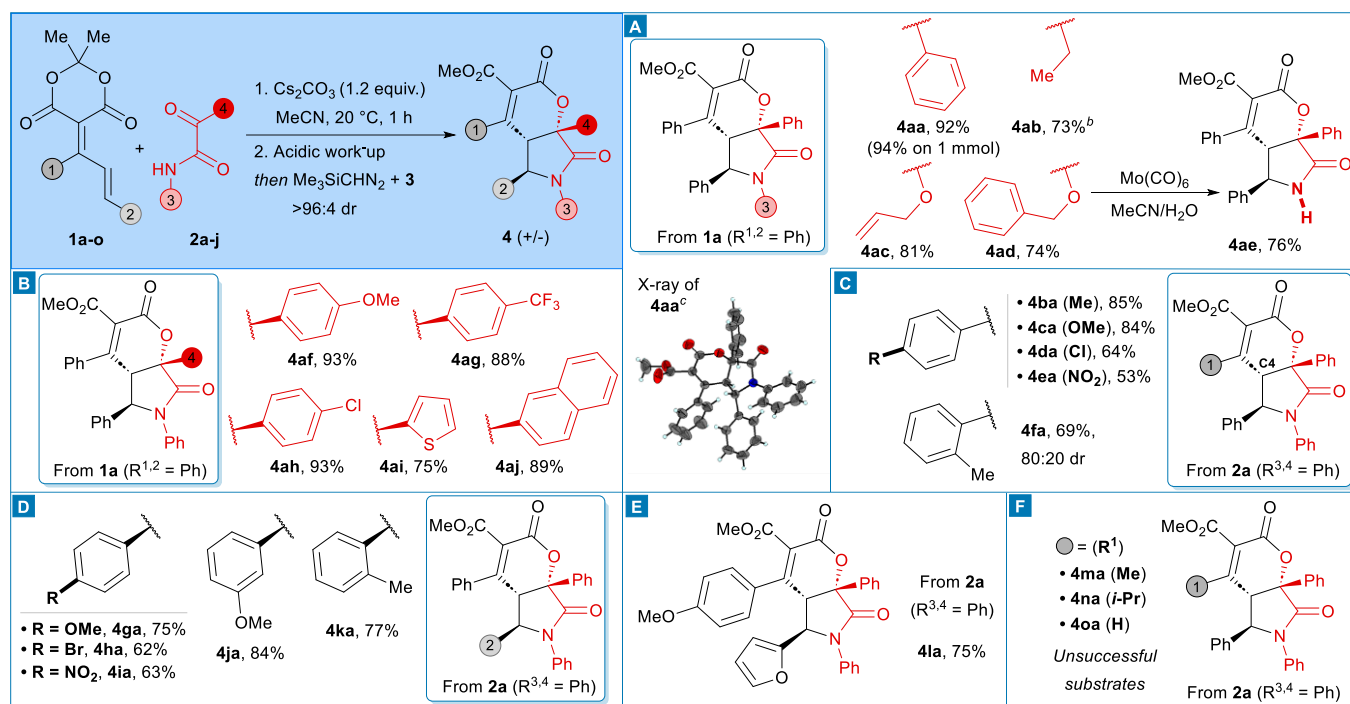 Me Me
O O
O O
1
+
2
1a-o
O 4
HN O
3
2a-j
1. Cs₂CO₃ (1.2 equiv.)
MeCN, 20 °C, 1 h
2. Acidic work-up
then Me₃SiCHN₂ + 3
>96:4 dr
O
MeO₂C
O
1 4
O
2 N
3
4 (+/-)
A
O
MeO₂C
O
Ph Ph
O
Ph N
3
From 1a (R¹,² = Ph)
4aa, 92%
(94% on 1 mmol)
Me
4ab, 73%ᵇ
O
4ac, 81%
O
4ad, 74%
Mo(CO)₆
MeCN/H₂O
O
MeO₂C
O
Ph Ph
O
Ph N
H
4ae, 76%
X-ray of
4aaᶜ
B
O
MeO₂C
O
Ph 4
O
Ph N
Ph
From 1a (R¹,² = Ph)
OMe
4af, 93%
CF₃
4ag, 88%
Cl
4ah, 93%
S
4ai, 75%
4aj, 89%
C
R
• 4ba (Me), 85%
• 4ca (OMe), 84%
• 4da (Cl), 64%
• 4ea (NO₂), 53%
Me
4fa, 69%,
80:20 dr
O
MeO₂C
O
1 C4 Ph
O
Ph N
Ph
From 2a (R³,⁴ = Ph)
D
R
• R = OMe, 4ga, 75%
• R = Br, 4ha, 62%
• R = NO₂, 4ia, 63%
OMe
4ja, 84%
Me
4ka, 77%
O
MeO₂C
O
Ph Ph
O
2 N
Ph
From 2a (R³,⁴ = Ph)
E
O
MeO₂C
O
Ph
MeO
O
N
O Ph
From 2a
(R³,⁴ = Ph)
4la, 75%
F
= (R¹)
• 4ma (Me)
• 4na (i-Pr)
• 4oa (H)
Unsuccessful
substrates
O
MeO₂C
O
1 Ph
O
Ph N
Ph
From 2a (R³,⁴ = Ph)